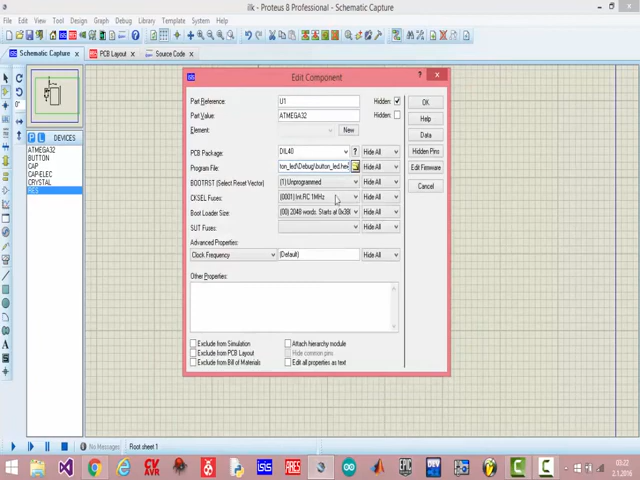 ilk - Proteus 8 Professional - Schematic Capture
File Edit View Tool Design Graph Debug Library Template System Help
Schematic Capture PCB Layout Source Code
Edit Component
Part Reference: U1 Hidden:
Part Value: ATMEGA32 Hidden:
Element: New
PCB Package: DIL40 ? Hide All
Program File: ton_led\Debug\button_led.hex Hide All
BOOTRST (Select Reset Vector) (1) Unprogrammed Hide All
CKSEL Fuses: (0001) Int.RC 1MHz Hide All
Boot Loader Size: (00) 2048 words. Starts at 0x38 Hide All
SUT Fuses: Hide All
Advanced Properties:
Clock Frequency (Default) Hide All
Other Properties:
Exclude from Simulation Attach hierarchy module
Exclude from PCB Layout Hide common pins
Exclude from Bill of Materials Edit all properties as text
OK
Help
Data
Hidden Pins
Edit Firmware
Cancel
P L DEVICES
ATMEGA32
BUTTON
CAP
CAP-ELEC
CRYSTAL
RES
No Messages Root sheet 1
CV AVR ISIS ARES EPIC DEV
03:22
2.1.2016